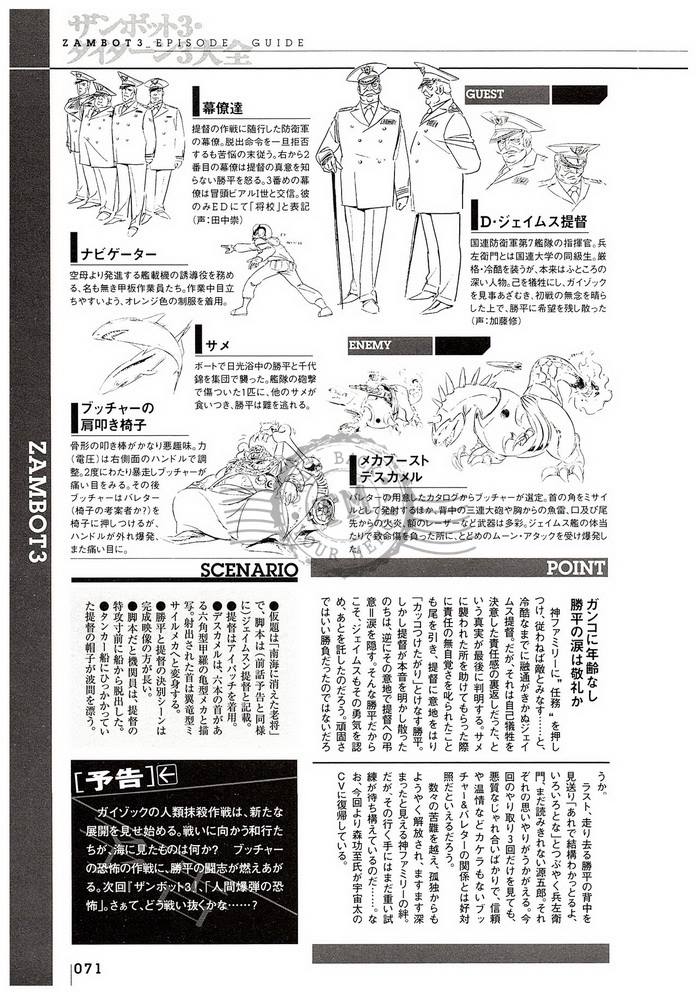 ザンボット3・
ダイターン3大全
ZAMBOT3_EPISODE GUIDE
幕僚達
提督の作戦に随行した防衛軍
の幕僚。脱出命令を一旦拒否
するも苦悩の末従う。右から2
番目の幕僚は提督の真意を知
らない勝平を怒る。3番めの幕
僚は冒頭ビアルI世と交信。彼
のみEDにて「将校」と表記
(声:田中崇)
GUEST
D・ジェイムス提督
国連防衛軍第7艦隊の指揮官。兵
左衛門とは国連大学の同級生。厳
格・冷酷を装うが、本来はふところの
深い人物。己を犠牲にし、ガイゾック
を見事あざむき、初戦の無念を晴ら
した上で、勝平に希望を残し散った
(声:加藤修)
ナビゲーター
空母より発進する艦載機の誘導役を務め
る、名も無き甲板作業員たち。作業中目立
ちやすいよう、オレンジ色の制服を着用。
サメ
ボートで日光浴中の勝平と千代
錦を集団で襲った。艦隊の砲撃
で傷ついた1匹に、他のサメが
食いつき、勝平は難を逃れる。
ブッチャーの
肩叩き椅子
骨形の叩き棒がかなり悪趣味。力
(電圧)は右側面のハンドルで調
整。2度にわたり暴走しブッチャーが
痛い目をみる。その後
ブッチャーはバレター
(椅子の考案者か?)を
椅子に押しつけるが、
ハンドルが外れ爆発、
また痛い目に。
ENEMY
メカブースト
デスカメル
バレターの用意したカタログからブッチャーが選定。首の角をミサイ
ルとして発射するほか、背中の三連大砲や胸からの魚雷、口及び尾
先からの火炎、額のレーザーなど武器は多彩。ジェイムス艦の体当
たりで致命傷を負った所に、とどめのムーン・アタックを受け爆発し
た。
ZAMBOT3
SCENARIO
●仮題は「南海に消えた老将」
で、脚本は(前話予告と同様
に)ジェイムスン提督と記載。
●提督はアイパッチを着用。
●デスカメルは、六本の首があ
る六角型甲羅の亀型メカと描
写。射出された首は翼竜型ミ
サイルメカへと変身する。
●勝平と提督の決別シーンは
完成映像の方が長い。
●脚本だと機関員は、提督の
特攻寸前に船から脱出した。
●タンカー船にひっかかってい
た提督の帽子が波間を漂う。
POINT
ガンコに年齢なし
勝平の涙は敬礼か
神ファミリーに“任務”を押し
つけ、従わねば敵とみなす……と、
冷酷なまでに融通がきかぬジェイ
ムス提督。だが、それは自己犠牲を
決意した責任感の裏返しだった、と
いう真実が最後に判明する。サメ
に襲われた所を助けてもらった際
に責任の無自覚さを叱られたこと
も尾を引き、提督に意地をはり
「カッコつけたがり」とけなす勝平。
しかし提督が本音を明かし散った
のちは、逆にその意地で提督への弔
意=涙を隠す。そんな勝平だから
こそ、ジェイムスもその勇気を認
め、あとを託したのだろう。頑固さ
ではいい勝負だったのではないだろ
うか。
ラスト、走り去る勝平の背中を
見送り「あれで結構わかっとるよ、
いろいろとな」とつぶやく兵左衛
門。まだ読みきれない源五郎。それ
ぞれの思いやりがうかがえる。今
回のやり取り3回だけを見ても、
悪質なじゃれ合いばかりで、信頼
や温情などカケラもないブッ
チャー&バレターの関係とは好対
照だといえるだろう。
数々の苦難を越え、孤独からも
ようやく解放され、ますます深
まったと見える神ファミリーの絆。
だが、その行く手にはまだ重い試
練が待ち構えているのだ……。な
お、今回より森功至氏が宇宙太の
CVに復帰している。
[予告]
ガイゾックの人類抹殺作戦は、新たな
展開を見せ始める。戦いに向かう和行た
ちが、海に見たものは何か? ブッチャー
の恐怖の作戦に、勝平の闘志が燃えあが
る。次回『ザンボット3』、「人間爆弾の恐
怖」。さぁて、どう戦い抜くかな……?
071